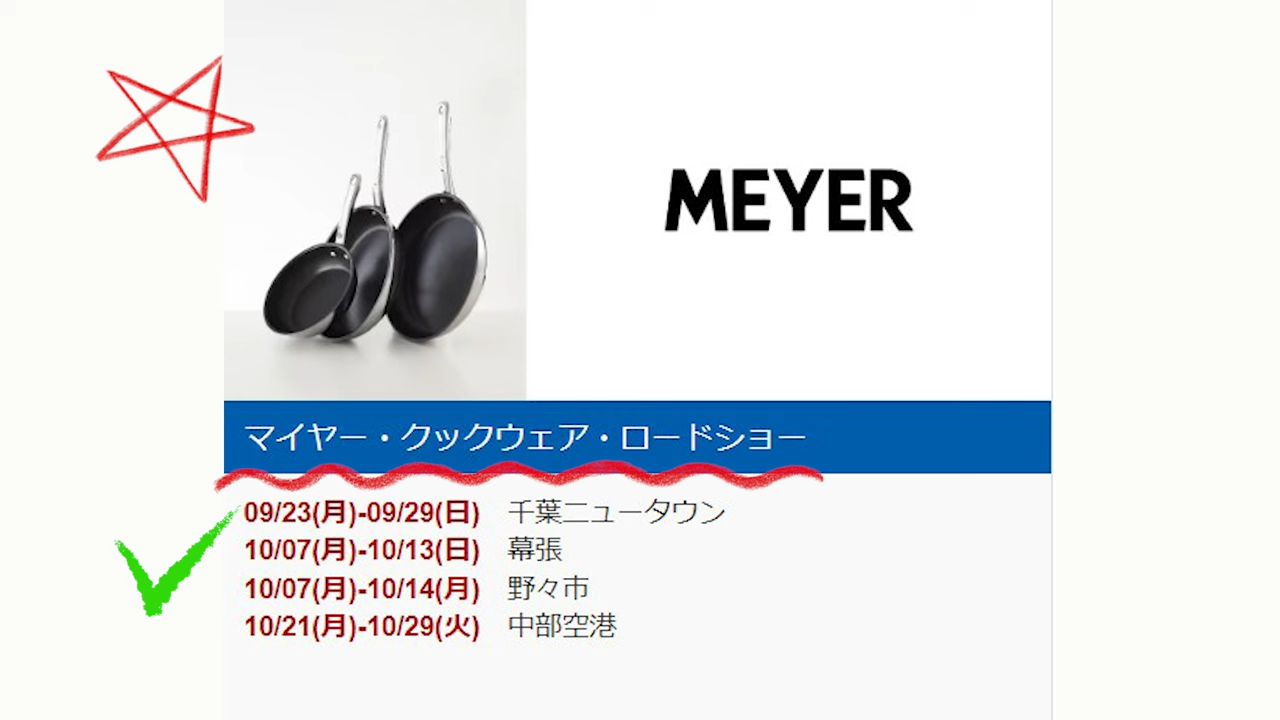 MEYER
マイヤー・クックウェア・ロードショー
09/23(月)-09/29(日) 千葉ニュータウン
10/07(月)-10/13(日) 幕張
10/07(月)-10/14(月) 野々市
10/21(月)-10/29(火) 中部空港